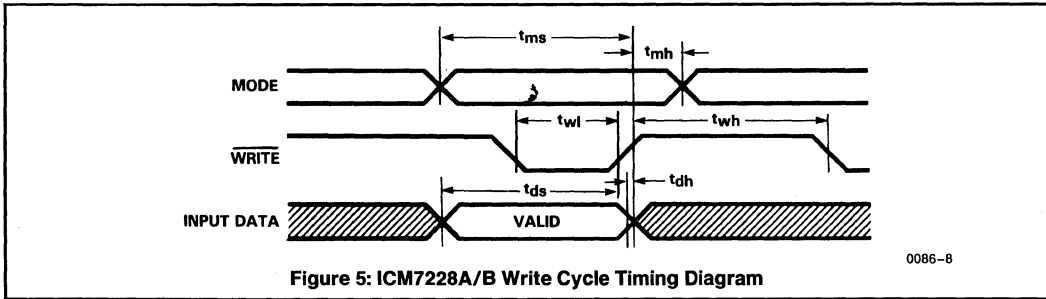 tms
tmh
MODE
twl
twh
WRITE
tdh
tds
INPUT DATA
VALID
0086–8
Figure 5: ICM7228A/B Write Cycle Timing Diagram